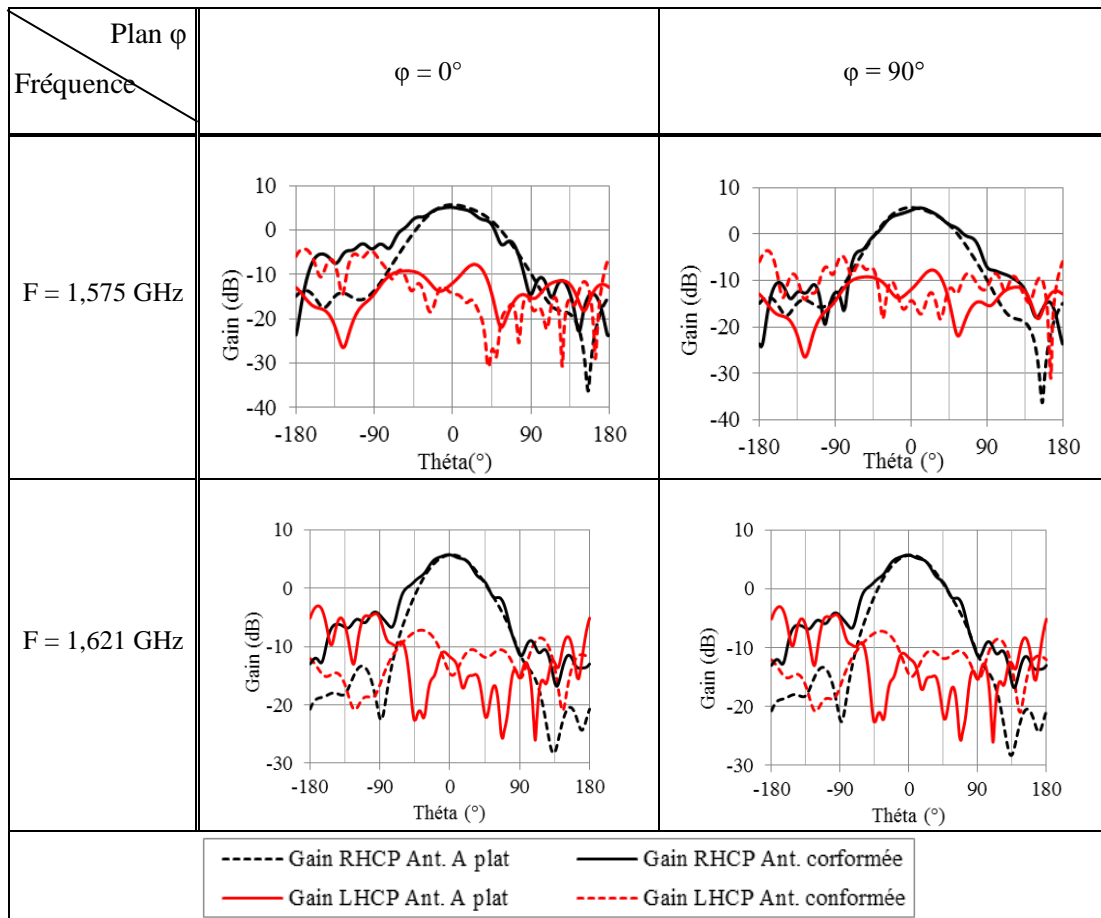 Plan φ
Fréquence
φ = 0°
φ = 90°
F = 1,575 GHz
Gain (dB)
10
0
-10
-20
-30
-40
-180 -90 0 90 180
Théta(°)
Gain (dB)
10
0
-10
-20
-30
-40
-180 -90 0 90 180
Théta (°)
F = 1,621 GHz
Gain (dB)
10
0
-10
-20
-30
-180 -90 0 90 180
Théta (°)
Gain (dB)
10
0
-10
-20
-30
-180 -90 0 90 180
Théta (°)
Gain RHCP Ant. A plat Gain RHCP Ant. corformée
Gain LHCP Ant. A plat Gain LHCP Ant. conformée